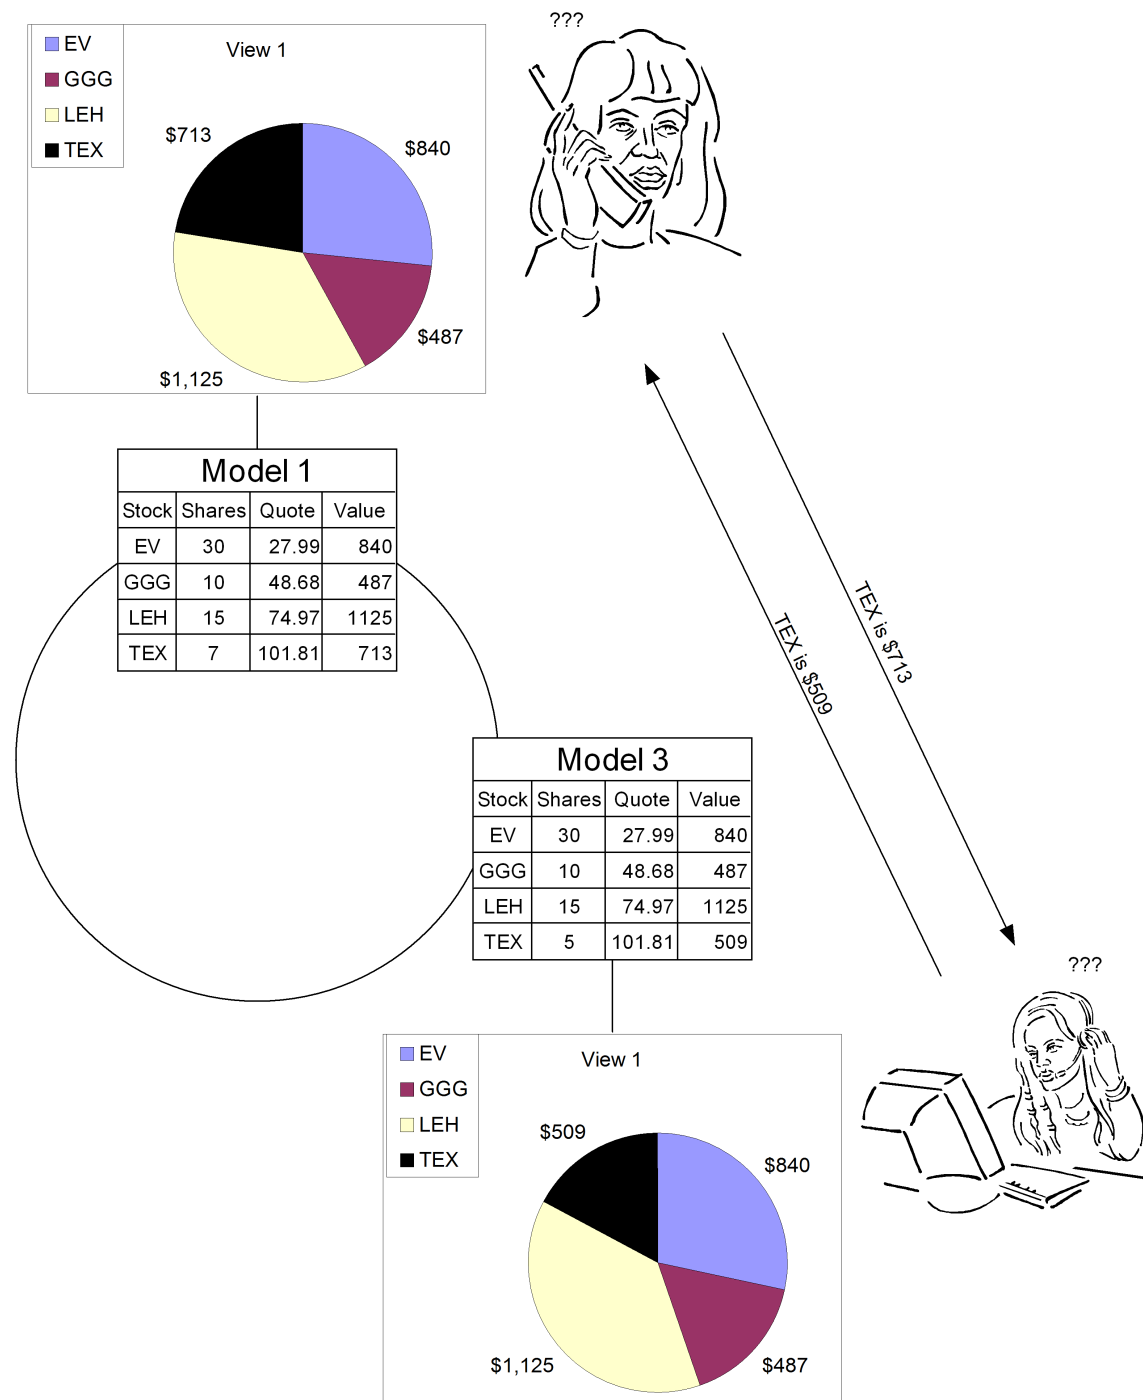 ???
EV
GGG
LEH
TEX
View 1
$713
$840
$487
$1,125
Model 1
Stock Shares Quote Value
EV 30 27.99 840
GGG 10 48.68 487
LEH 15 74.97 1125
TEX 7 101.81 713
TEX is $509
TEX is $713
Model 3
Stock Shares Quote Value
EV 30 27.99 840
GGG 10 48.68 487
LEH 15 74.97 1125
TEX 5 101.81 509
???
EV
GGG
LEH
TEX
View 1
$509
$840
$1,125
$487